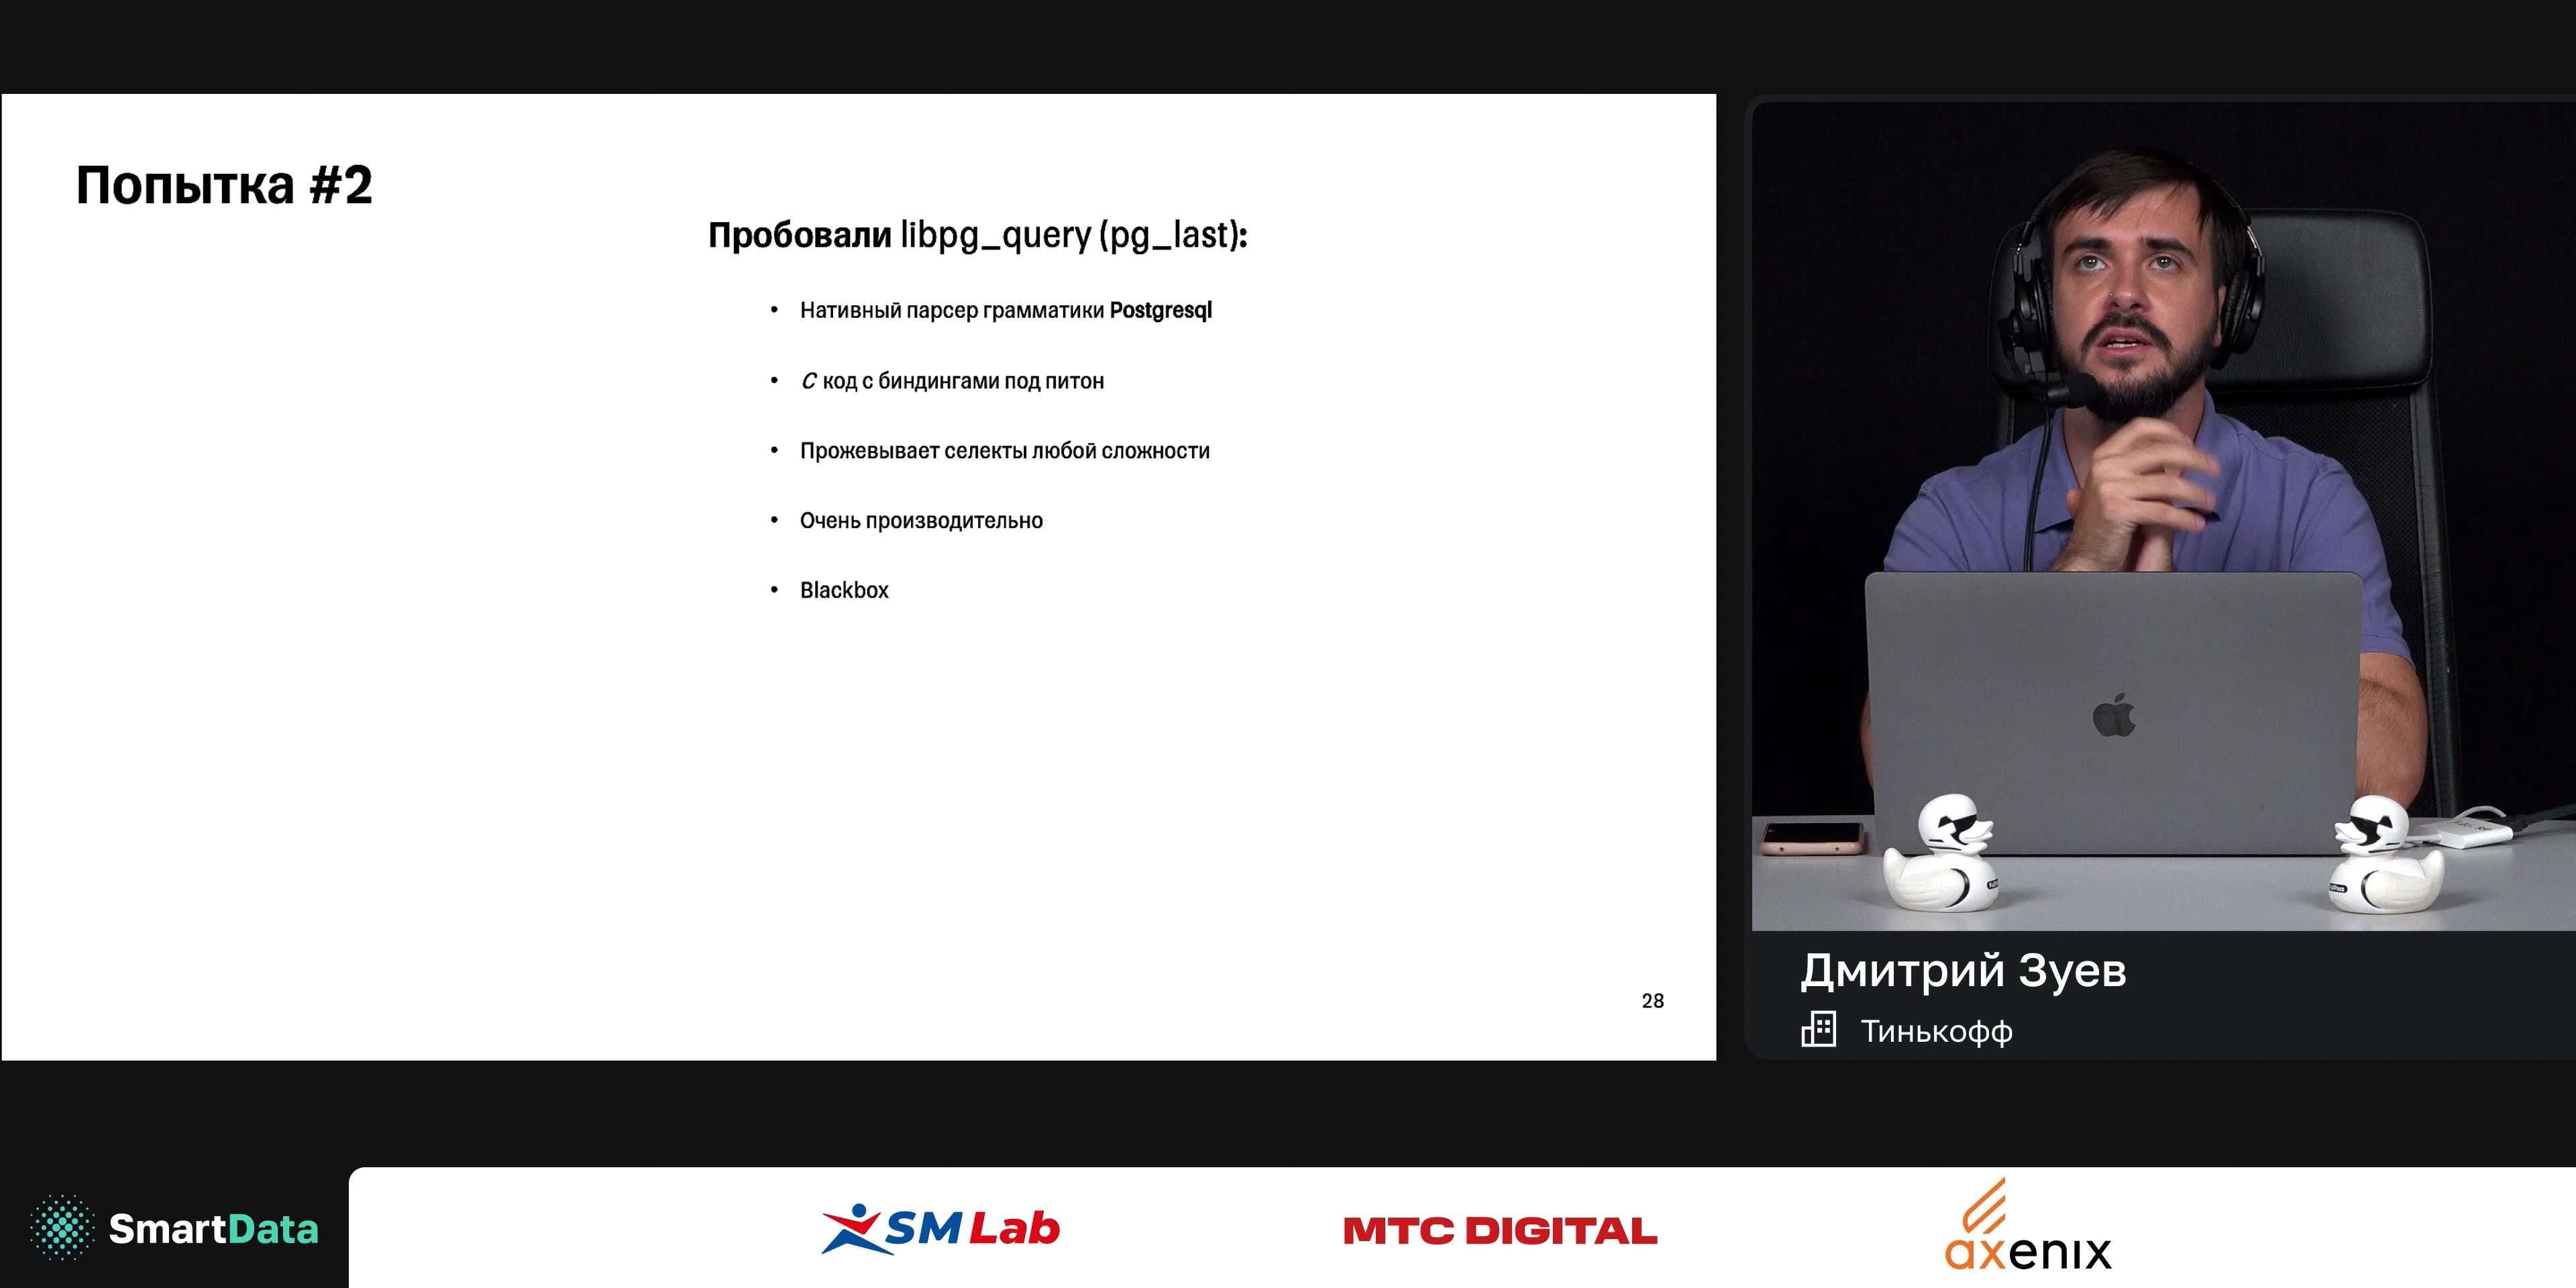 Попытка #2
Пробовали libpg_query (pg_last):
• Нативный парсер грамматики Postgresql
• C код с биндингами под питон
• Прожевывает селекты любой сложности
• Очень производительно
• Blackbox
28
Дмитрий Зуев
Тинькофф
SmartData
SM Lab
МТС DIGITAL
axenix